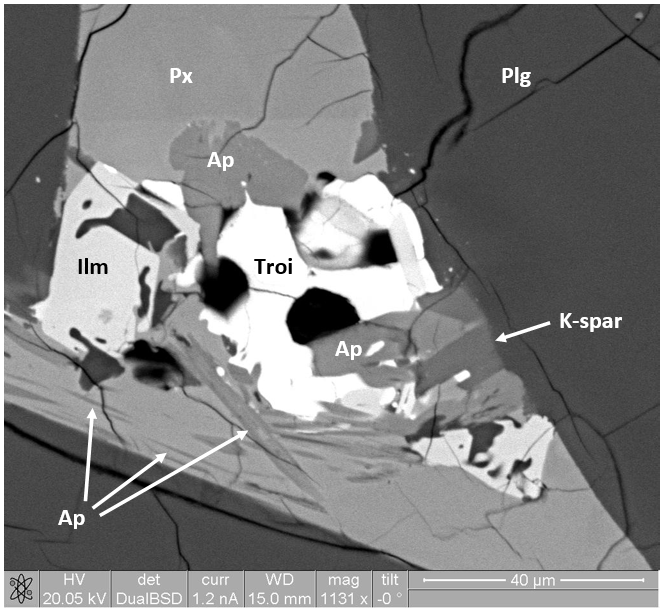 Px
Plg
Ap
Ilm
Troi
K-spar
Ap
Ap
HV det curr WD mag tilt
20.05 kV DualBSD 1.2 nA 15.0 mm 1131 x -0 ° 40 µm